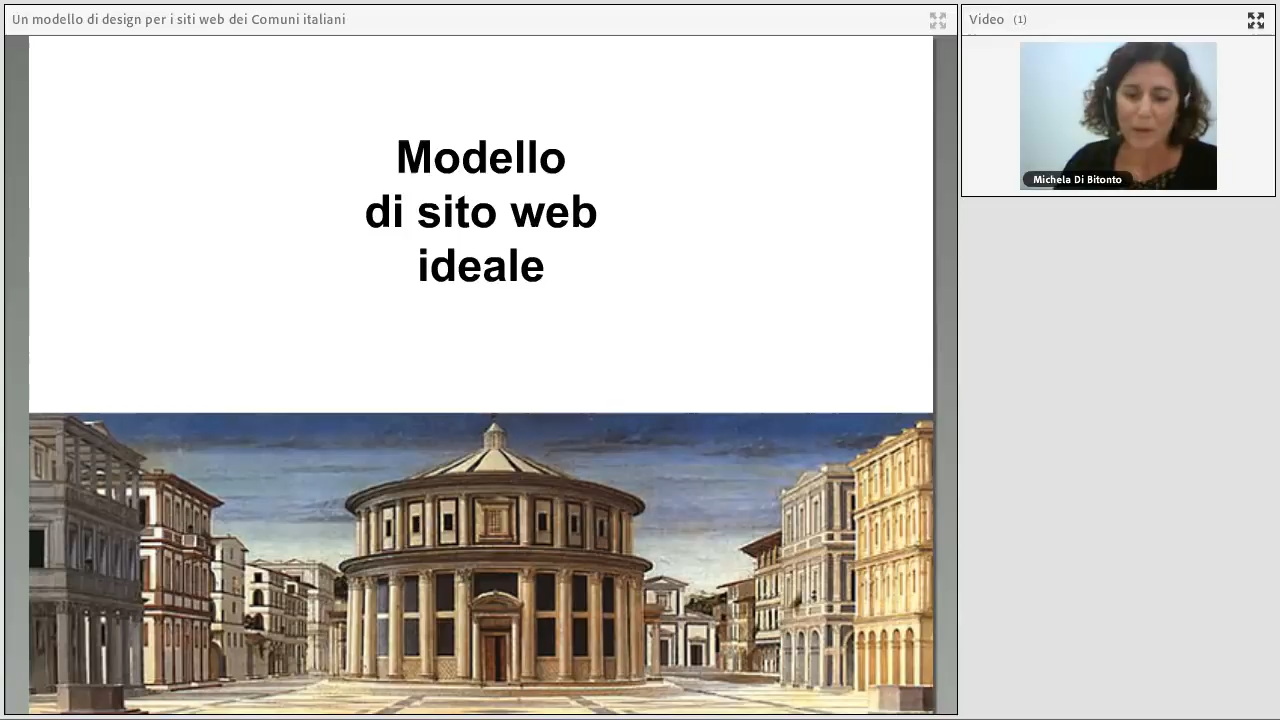 Un modello di design per i siti web dei Comuni italiani
Video (1)
Michela Di Bitonto
Modello
di sito web
ideale